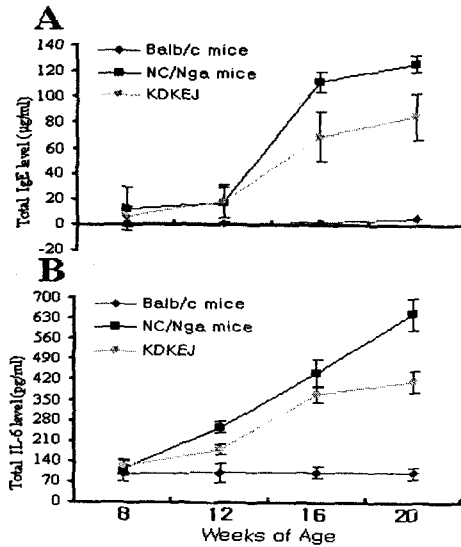 A
Total IgE level(µg/ml)
140
120
100
80
60
40
20
0
-20
Balb/c mice
NC/Nga mice
KDKEJ
B
Total IL-6 level(pg/ml)
700
630
560
490
420
350
280
210
140
70
0
Balb/c mice
NC/Nga mice
KDKEJ
8 12 16 20
Weeks of Age